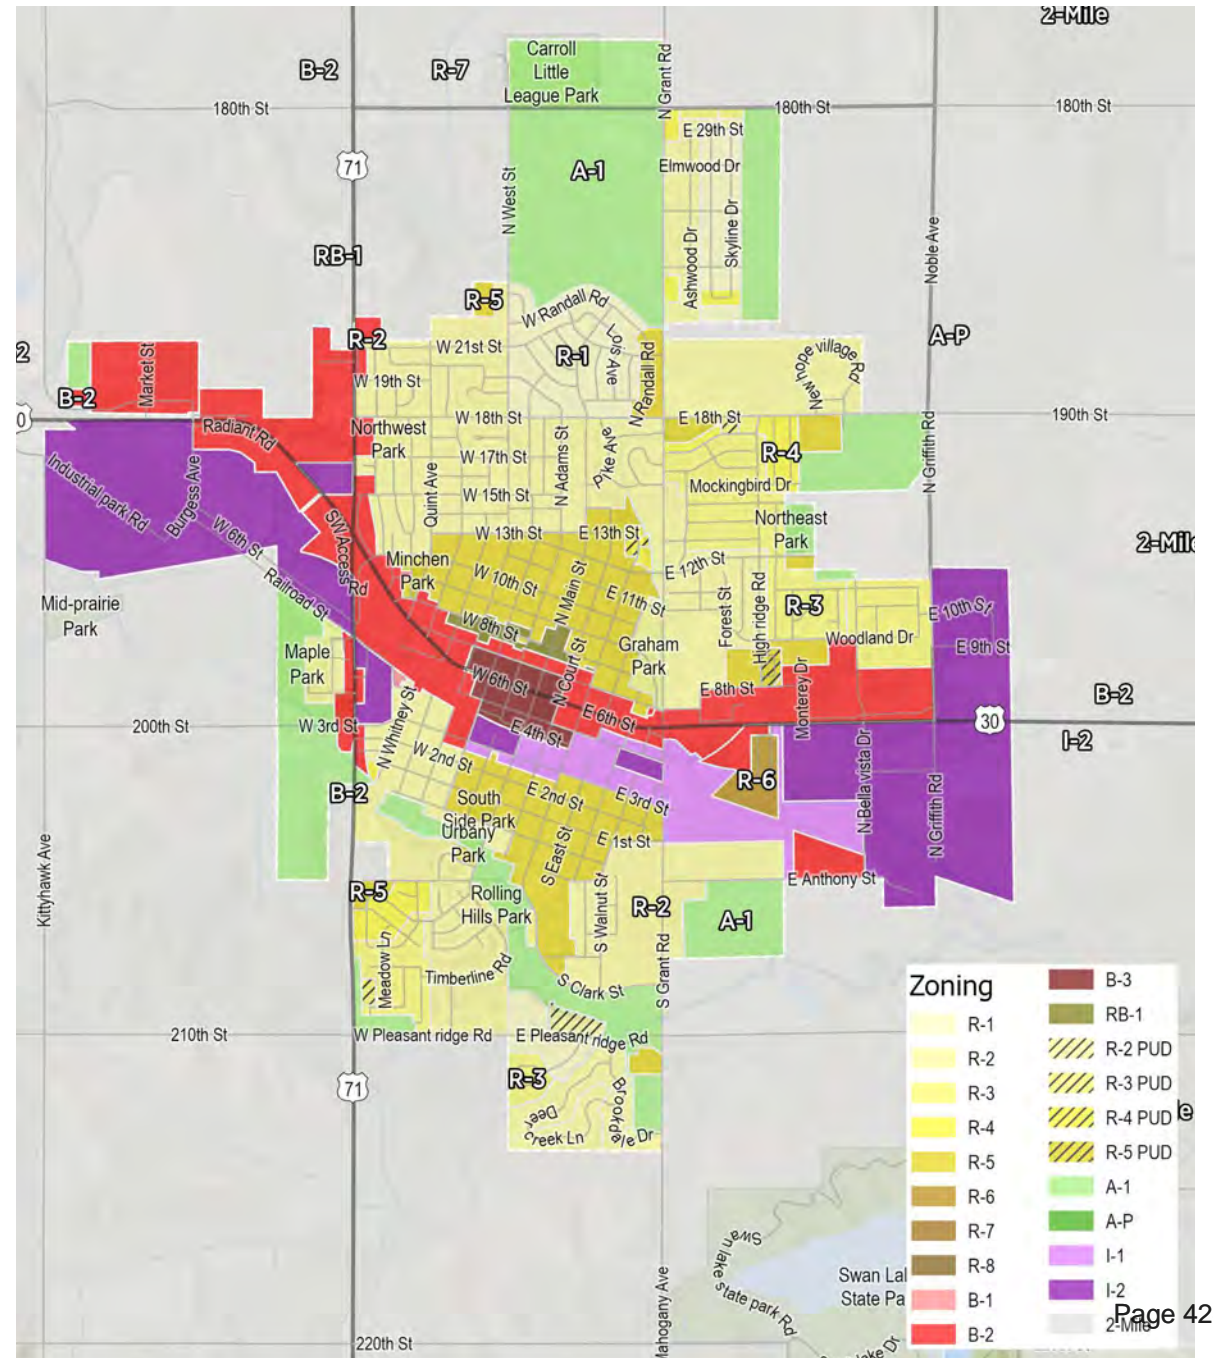 2-Mile
Carroll
Little
League Park
B-2
R-7
N Grant Rd
180th St
180th St
180th St
E 29th St
71
A-1
Elmwood Dr
N West St
Skyline Dr
Ashwood Dr
Noble Ave
RB-1
R-5
W Randall Rd
A-P
R-2
W 21st St
R-1
Lois Ave
New hope village Rd
2
Market St
W 19th St
N Randall Rd
B-2
0
Radiant Rd
Northwest
Park
W 18th St
E 18th St
190th St
N Adams St
Pike Ave
R-4
N Griffith Rd
W 17th St
Industrial park Rd
Burgess Ave
Quint Ave
W 15th St
Mockingbird Dr
W 6th St
SW Access Rd
W 13th St
E 13th St
Northeast
Park
2-Mile
Minchen
Park
E 12th St
Railroad St
W 10th St
N Main St
E 11th St
High ridge Rd
Forest St
R-3
E 10th St
Mid-prairie
Park
W 8th St
Graham
Park
Woodland Dr
E 9th St
Maple
Park
W 6th St
N Court St
E 8th St
Monterey Dr
B-2
N Whitney St
E 6th St
30
200th St
W 3rd St
E 4th St
I-2
W 2nd St
R-6
N Bella vista Dr
B-2
South
Side Park
E 2nd St
E 3rd St
N Griffith Rd
Urbany
Park
E 1st St
S East St
Kittyhawk Ave
R-5
Rolling
Hills Park
S Walnut St
R-2
E Anthony St
A-1
Meadow Ln
Timberline Rd
S Grant Rd
S Clark St
210th St
W Pleasant ridge Rd
E Pleasant ridge Rd
71
R-3
Deer creek Ln
Brookdale Dr
Swan lake state park Rd
Swan Lal
State Pa
Mahogany Ave
220th St
lake Dr
Zoning
R-1
R-2
R-3
R-4
R-5
R-6
R-7
R-8
B-1
B-2
B-3
RB-1
R-2 PUD
R-3 PUD
R-4 PUD
R-5 PUD
A-1
A-P
I-1
I-2
2-Mile
le
Page 42